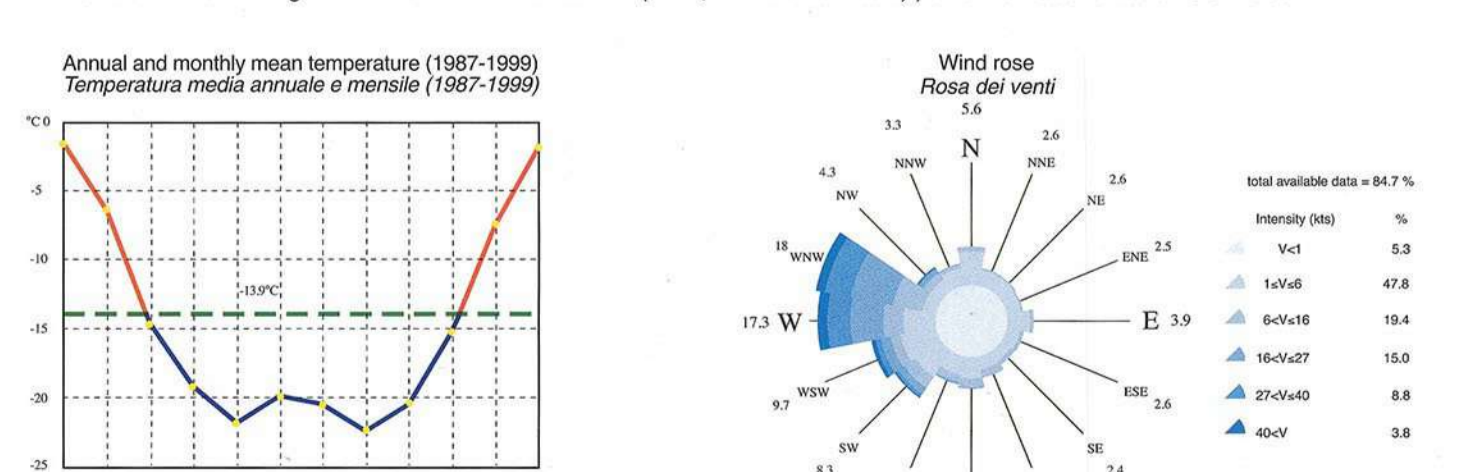 Annual and monthly mean temperature (1987-1999)
Temperatura media annuale e mensile (1987-1999)
°C 0
-5
-10
-13.9°C
-15
-20
-25
Wind rose
Rosa dei venti
5.6
N
3.3
NNW
2.6
NNE
4.3
NW
2.6
NE
18
WNW
2.5
ENE
17.3 W
E 3.9
9.7 WSW
ESE 2.6
SW
8.3
SE
2.4
total available data = 84.7 %
Intensity (kts) %
V<1 5.3
1≤V≤6 47.8
6<V≤16 19.4
16<V≤27 15.0
27<V≤40 8.8
40<V 3.8